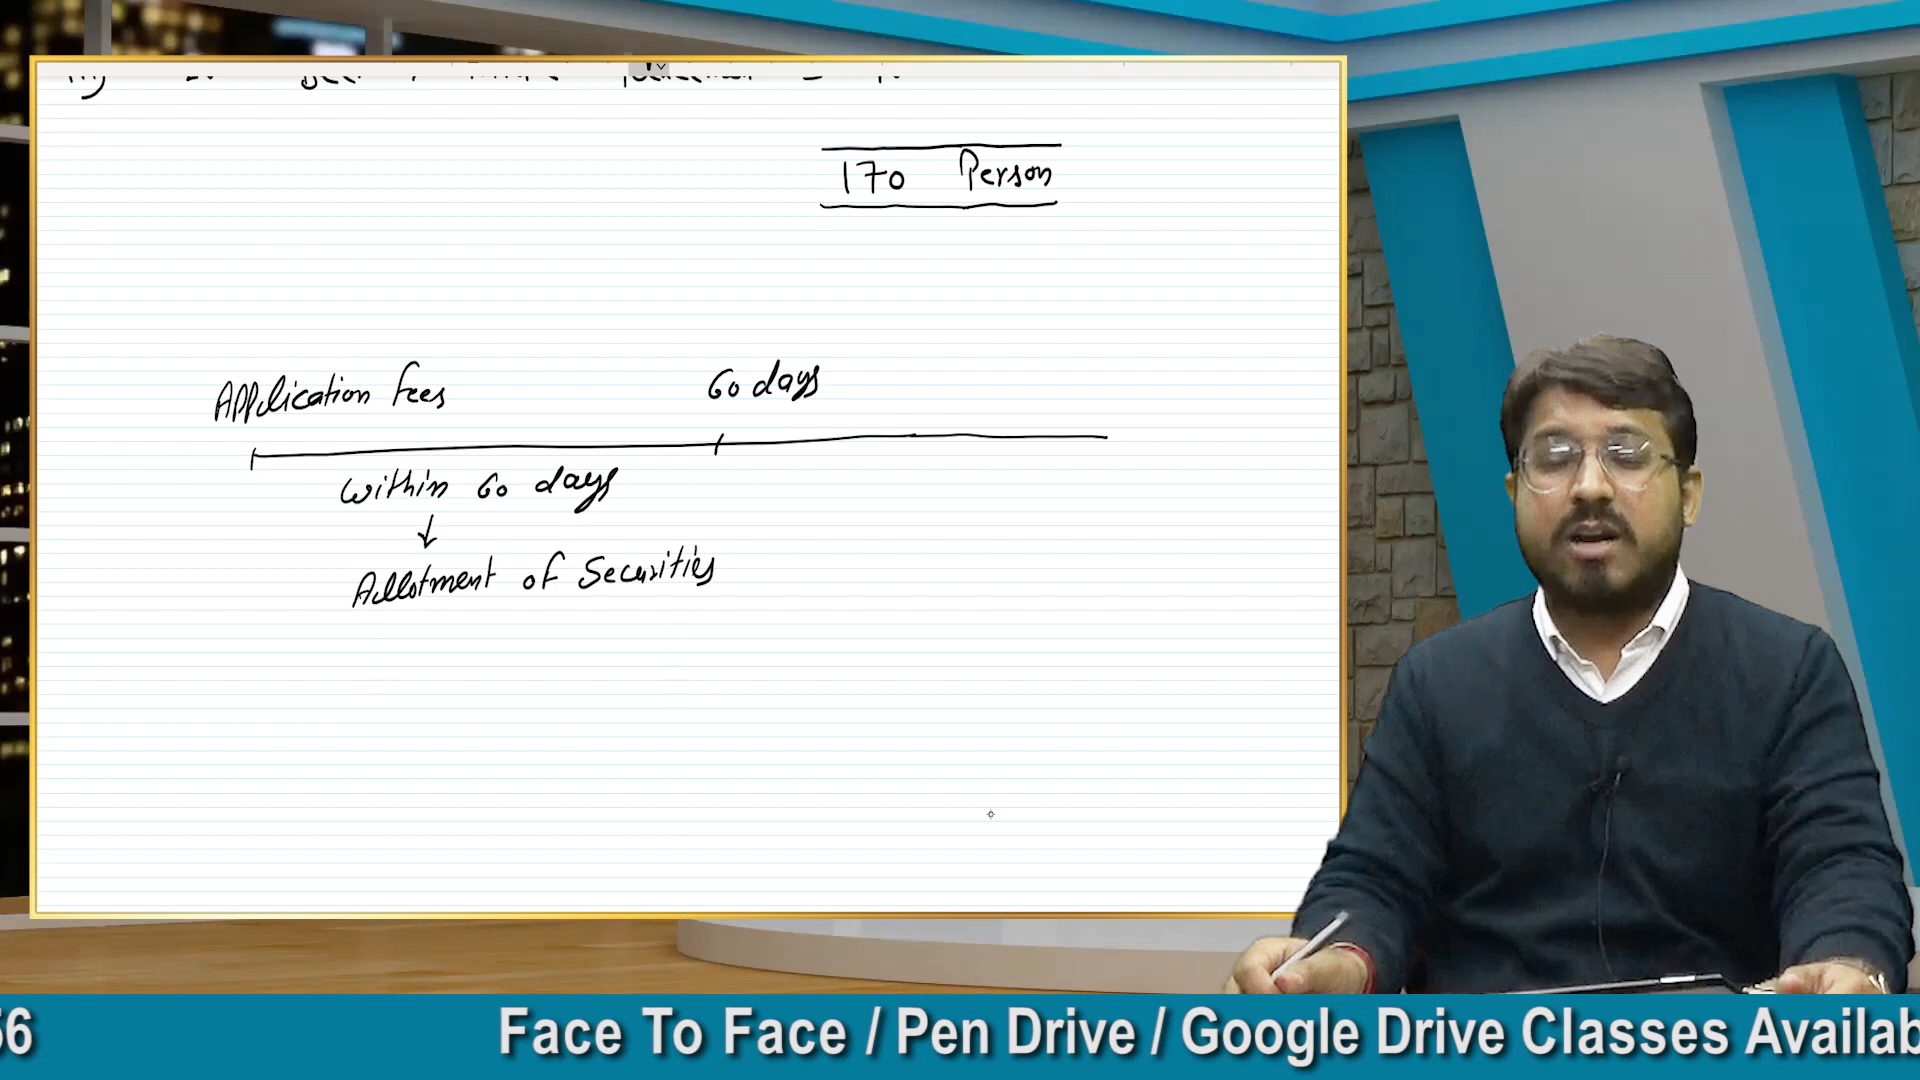 170 Person
Application fees
60 days
within 60 days
↓
Allotment of Securities
56
Face To Face / Pen Drive / Google Drive Classes Availab